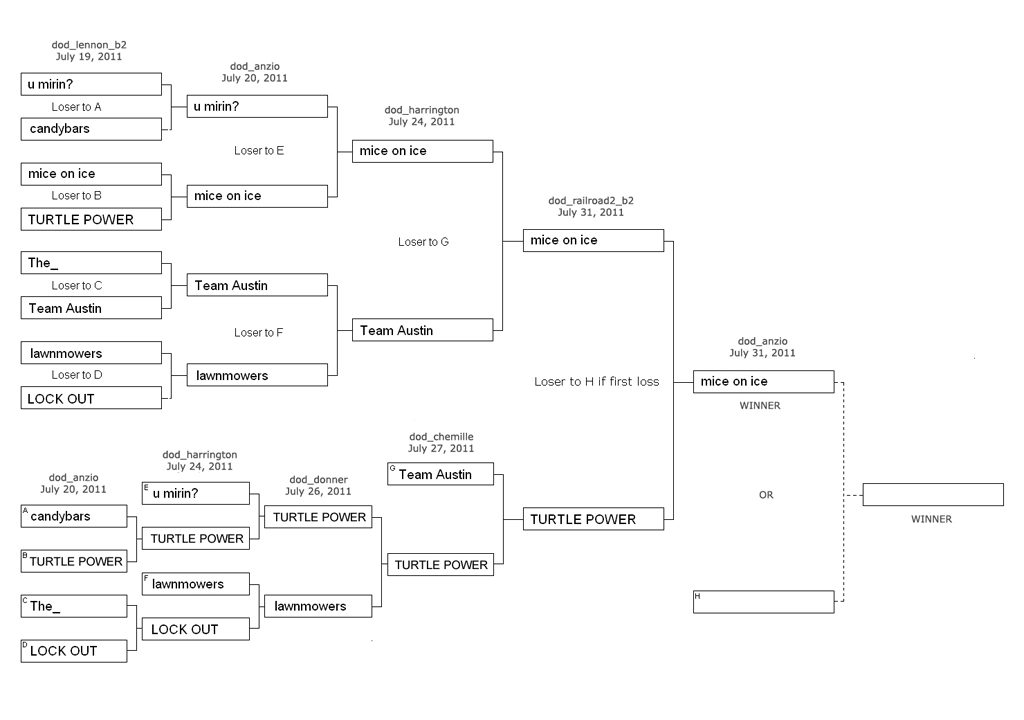 dod_lennon_b2
July 19, 2011
u mirin?
Loser to A
candybars
mice on ice
Loser to B
TURTLE POWER
The_
Loser to C
Team Austin
lawnmowers
Loser to D
LOCK OUT
dod_anzio
July 20, 2011
u mirin?
Loser to E
mice on ice
Team Austin
Loser to F
lawnmowers
dod_harrington
July 24, 2011
mice on ice
Loser to G
Team Austin
dod_railroad2_b2
July 31, 2011
mice on ice
Loser to H if first loss
TURTLE POWER
dod_anzio
July 31, 2011
mice on ice
WINNER
OR
H
WINNER
dod_anzio
July 20, 2011
A candybars
B TURTLE POWER
C The_
D LOCK OUT
dod_harrington
July 24, 2011
E u mirin?
TURTLE POWER
F lawnmowers
LOCK OUT
dod_donner
July 26, 2011
TURTLE POWER
lawnmowers
dod_chemille
July 27, 2011
G Team Austin
TURTLE POWER